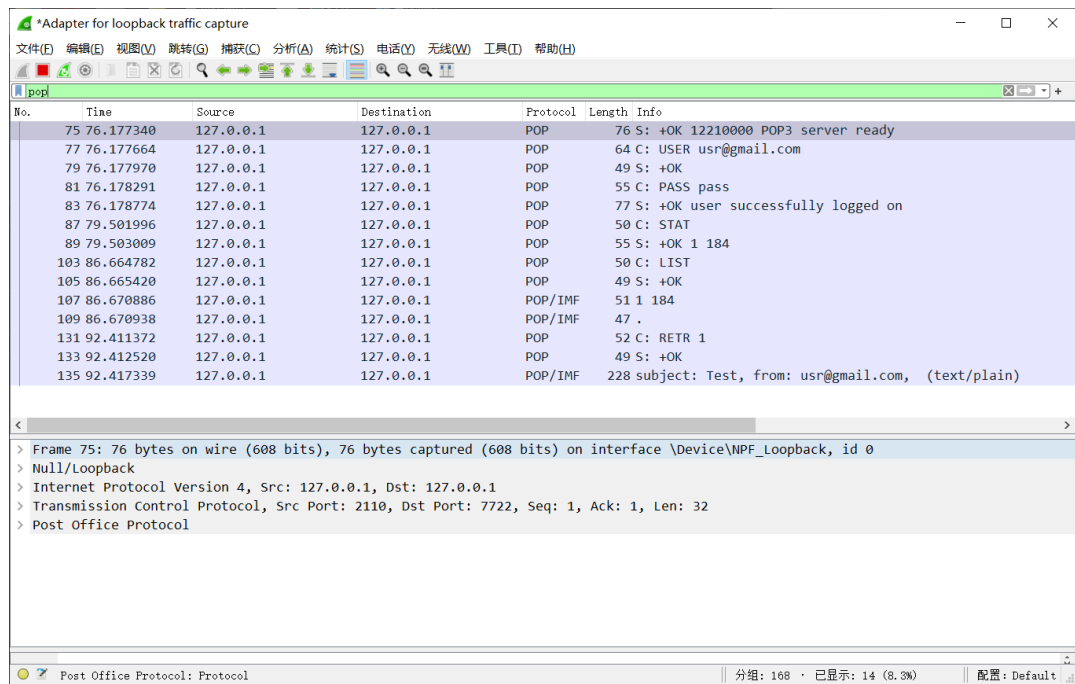 *Adapter for loopback traffic capture
文件(F) 编辑(E) 视图(V) 跳转(G) 捕获(C) 分析(A) 统计(S) 电话(Y) 无线(W) 工具(T) 帮助(H)
pop
No. Time Source Destination Protocol Length Info
75 76.177340 127.0.0.1 127.0.0.1 POP 76 S: +OK 12210000 POP3 server ready
77 76.177664 127.0.0.1 127.0.0.1 POP 64 C: USER usr@gmail.com
79 76.177970 127.0.0.1 127.0.0.1 POP 49 S: +OK
81 76.178291 127.0.0.1 127.0.0.1 POP 55 C: PASS pass
83 76.178774 127.0.0.1 127.0.0.1 POP 77 S: +OK user successfully logged on
87 79.501996 127.0.0.1 127.0.0.1 POP 50 C: STAT
89 79.503009 127.0.0.1 127.0.0.1 POP 55 S: +OK 1 184
103 86.664782 127.0.0.1 127.0.0.1 POP 50 C: LIST
105 86.665420 127.0.0.1 127.0.0.1 POP 49 S: +OK
107 86.670886 127.0.0.1 127.0.0.1 POP/IMF 51 1 184
109 86.670938 127.0.0.1 127.0.0.1 POP/IMF 47 .
131 92.411372 127.0.0.1 127.0.0.1 POP 52 C: RETR 1
133 92.412520 127.0.0.1 127.0.0.1 POP 49 S: +OK
135 92.417339 127.0.0.1 127.0.0.1 POP/IMF 228 subject: Test, from: usr@gmail.com, (text/plain)
Frame 75: 76 bytes on wire (608 bits), 76 bytes captured (608 bits) on interface \Device\NPF_Loopback, id 0
Null/Loopback
Internet Protocol Version 4, Src: 127.0.0.1, Dst: 127.0.0.1
Transmission Control Protocol, Src Port: 2110, Dst Port: 7722, Seq: 1, Ack: 1, Len: 32
Post Office Protocol
Post Office Protocol: Protocol 分组: 168 · 已显示: 14 (8.3%) 配置: Default